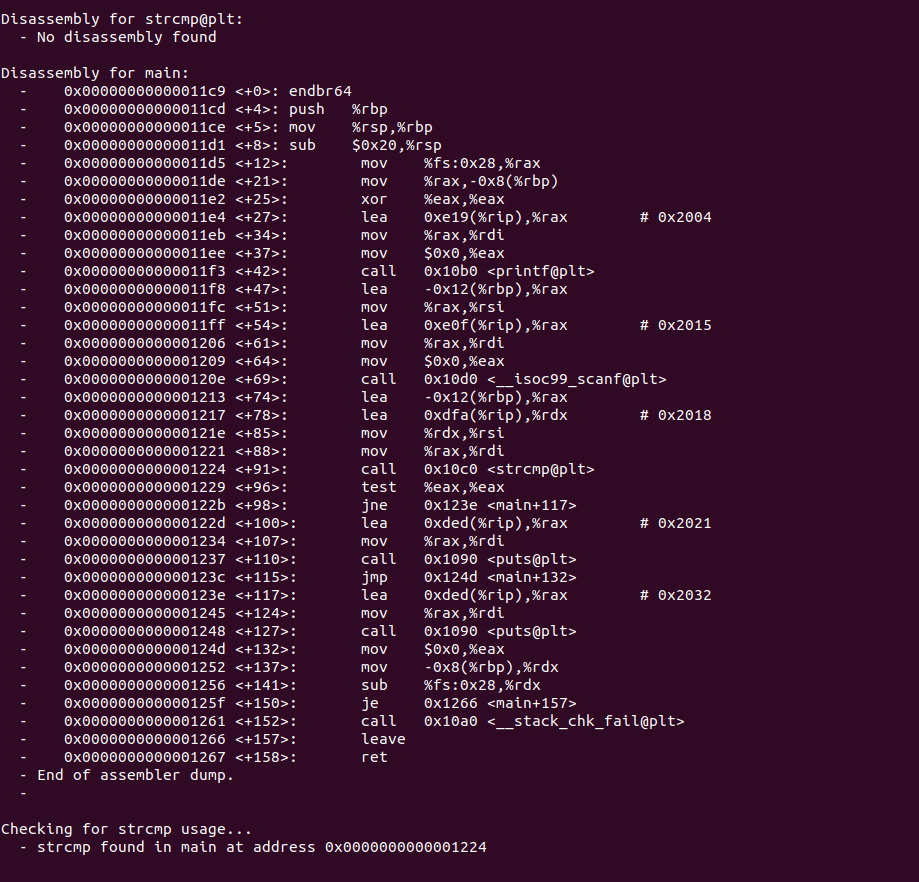 Disassembly for strcmp@plt:
  - No disassembly found

Disassembly for main:
  -    0x00000000000011c9 <+0>: endbr64
  -    0x00000000000011cd <+4>: push   %rbp
  -    0x00000000000011ce <+5>: mov    %rsp,%rbp
  -    0x00000000000011d1 <+8>: sub    $0x20,%rsp
  -    0x00000000000011d5 <+12>:        mov    %fs:0x28,%rax
  -    0x00000000000011de <+21>:        mov    %rax,-0x8(%rbp)
  -    0x00000000000011e2 <+25>:        xor    %eax,%eax
  -    0x00000000000011e4 <+27>:        lea    0xe19(%rip),%rax        # 0x2004
  -    0x00000000000011eb <+34>:        mov    %rax,%rdi
  -    0x00000000000011ee <+37>:        mov    $0x0,%eax
  -    0x00000000000011f3 <+42>:        call   0x10b0 <printf@plt>
  -    0x00000000000011f8 <+47>:        lea    -0x12(%rbp),%rax
  -    0x00000000000011fc <+51>:        mov    %rax,%rsi
  -    0x00000000000011ff <+54>:        lea    0xe0f(%rip),%rax        # 0x2015
  -    0x0000000000001206 <+61>:        mov    %rax,%rdi
  -    0x0000000000001209 <+64>:        mov    $0x0,%eax
  -    0x000000000000120e <+69>:        call   0x10d0 <__isoc99_scanf@plt>
  -    0x0000000000001213 <+74>:        lea    -0x12(%rbp),%rax
  -    0x0000000000001217 <+78>:        lea    0xdfa(%rip),%rdx        # 0x2018
  -    0x000000000000121e <+85>:        mov    %rdx,%rsi
  -    0x0000000000001221 <+88>:        mov    %rax,%rdi
  -    0x0000000000001224 <+91>:        call   0x10c0 <strcmp@plt>
  -    0x0000000000001229 <+96>:        test   %eax,%eax
  -    0x000000000000122b <+98>:        jne    0x123e <main+117>
  -    0x000000000000122d <+100>:       lea    0xded(%rip),%rax        # 0x2021
  -    0x0000000000001234 <+107>:       mov    %rax,%rdi
  -    0x0000000000001237 <+110>:       call   0x1090 <puts@plt>
  -    0x000000000000123c <+115>:       jmp    0x124d <main+132>
  -    0x000000000000123e <+117>:       lea    0xded(%rip),%rax        # 0x2032
  -    0x0000000000001245 <+124>:       mov    %rax,%rdi
  -    0x0000000000001248 <+127>:       call   0x1090 <puts@plt>
  -    0x000000000000124d <+132>:       mov    $0x0,%eax
  -    0x0000000000001252 <+137>:       mov    -0x8(%rbp),%rdx
  -    0x0000000000001256 <+141>:       sub    %fs:0x28,%rdx
  -    0x000000000000125f <+150>:       je     0x1266 <main+157>
  -    0x0000000000001261 <+152>:       call   0x10a0 <__stack_chk_fail@plt>
  -    0x0000000000001266 <+157>:       leave
  -    0x0000000000001267 <+158>:       ret
  - End of assembler dump.
  -

Checking for strcmp usage...
  - strcmp found in main at address 0x0000000000001224